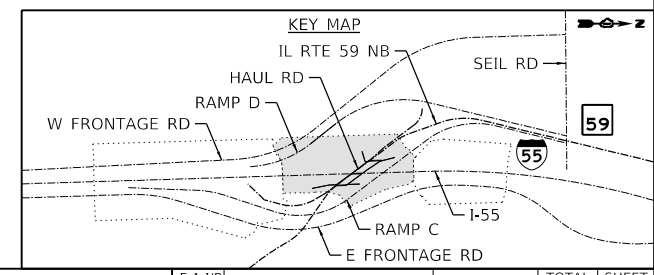 KEY MAP
Z
IL RTE 59 NB
SEIL RD
HAUL RD
RAMP D
59
W FRONTAGE RD
55
I-55
RAMP C
E FRONTAGE RD
TOTAL SHEET